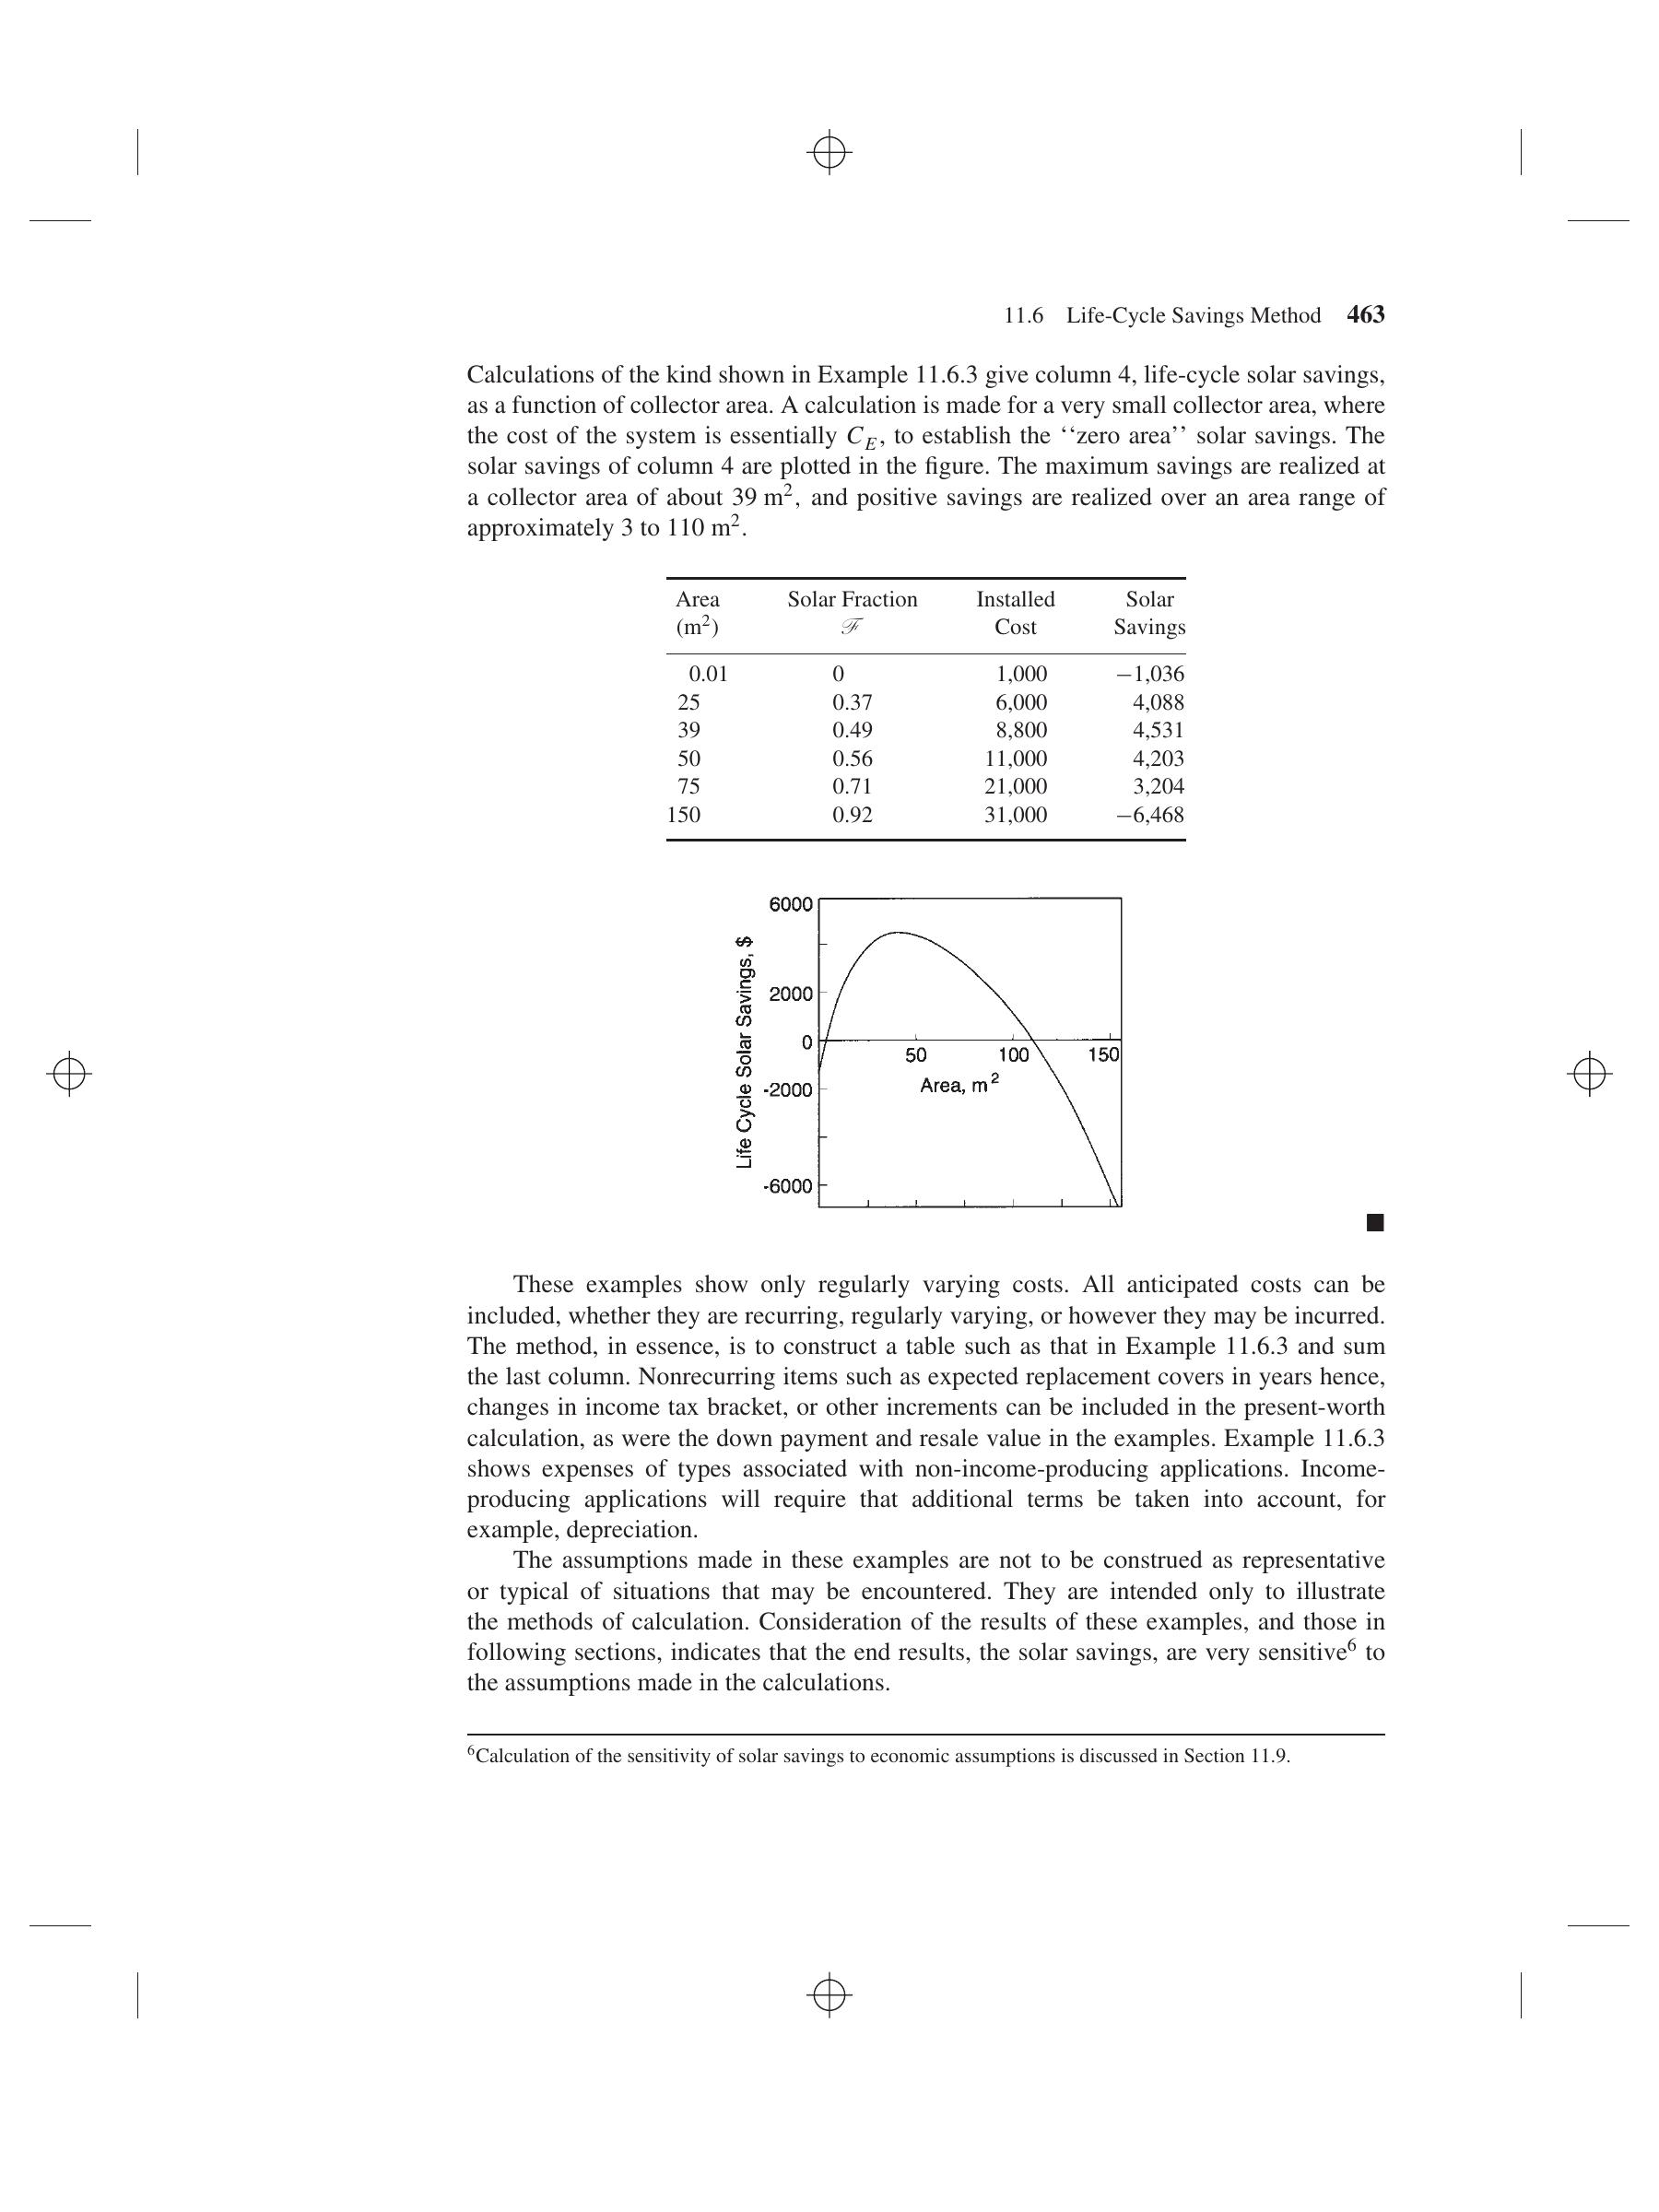 11.6 Life-Cycle Savings Method 463
Calculations of the kind shown in Example 11.6.3 give column 4, life-cycle solar savings,
as a function of collector area. A calculation is made for a very small collector area, where
the cost of the system is essentially C_E, to establish the ‘‘zero area’’ solar savings. The
solar savings of column 4 are plotted in the figure. The maximum savings are realized at
a collector area of about 39 m², and positive savings are realized over an area range of
approximately 3 to 110 m².
Area Solar Fraction Installed Solar
(m²) ℱ Cost Savings
0.01 0 1,000 −1,036
25 0.37 6,000 4,088
39 0.49 8,800 4,531
50 0.56 11,000 4,203
75 0.71 21,000 3,204
150 0.92 31,000 −6,468
Life Cycle Solar Savings, $
6000
2000
0
-2000
-6000
50 100 150
Area, m²
These examples show only regularly varying costs. All anticipated costs can be
included, whether they are recurring, regularly varying, or however they may be incurred.
The method, in essence, is to construct a table such as that in Example 11.6.3 and sum
the last column. Nonrecurring items such as expected replacement covers in years hence,
changes in income tax bracket, or other increments can be included in the present-worth
calculation, as were the down payment and resale value in the examples. Example 11.6.3
shows expenses of types associated with non-income-producing applications. Income-
producing applications will require that additional terms be taken into account, for
example, depreciation.
The assumptions made in these examples are not to be construed as representative
or typical of situations that may be encountered. They are intended only to illustrate
the methods of calculation. Consideration of the results of these examples, and those in
following sections, indicates that the end results, the solar savings, are very sensitive⁶ to
the assumptions made in the calculations.
⁶Calculation of the sensitivity of solar savings to economic assumptions is discussed in Section 11.9.